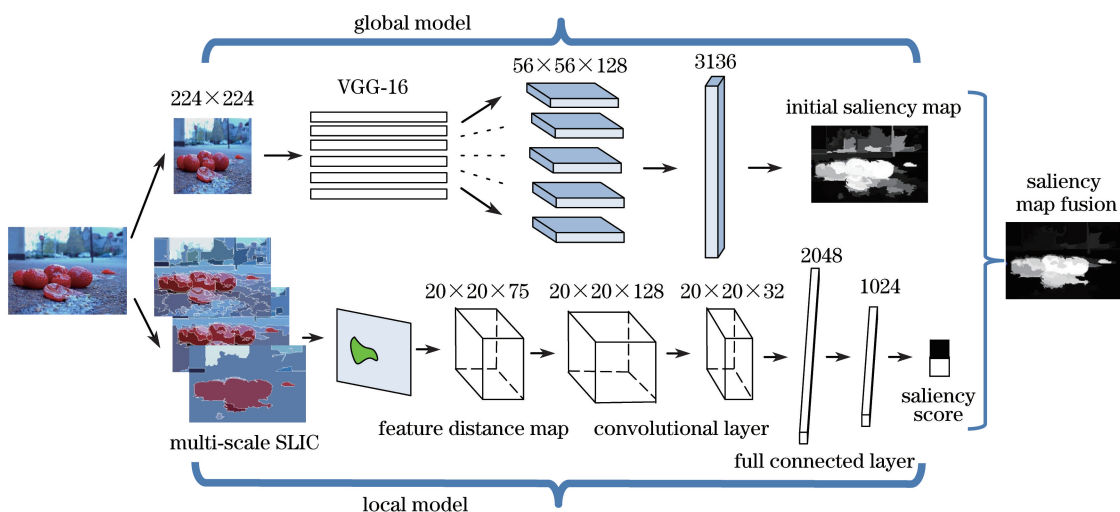 global model
56×56×128
3136
VGG-16
224×224
initial saliency map
saliency
map fusion
2048
1024
20×20×75
20×20×128
20×20×32
saliency
score
feature distance map
convolutional layer
multi-scale SLIC
full connected layer
local model